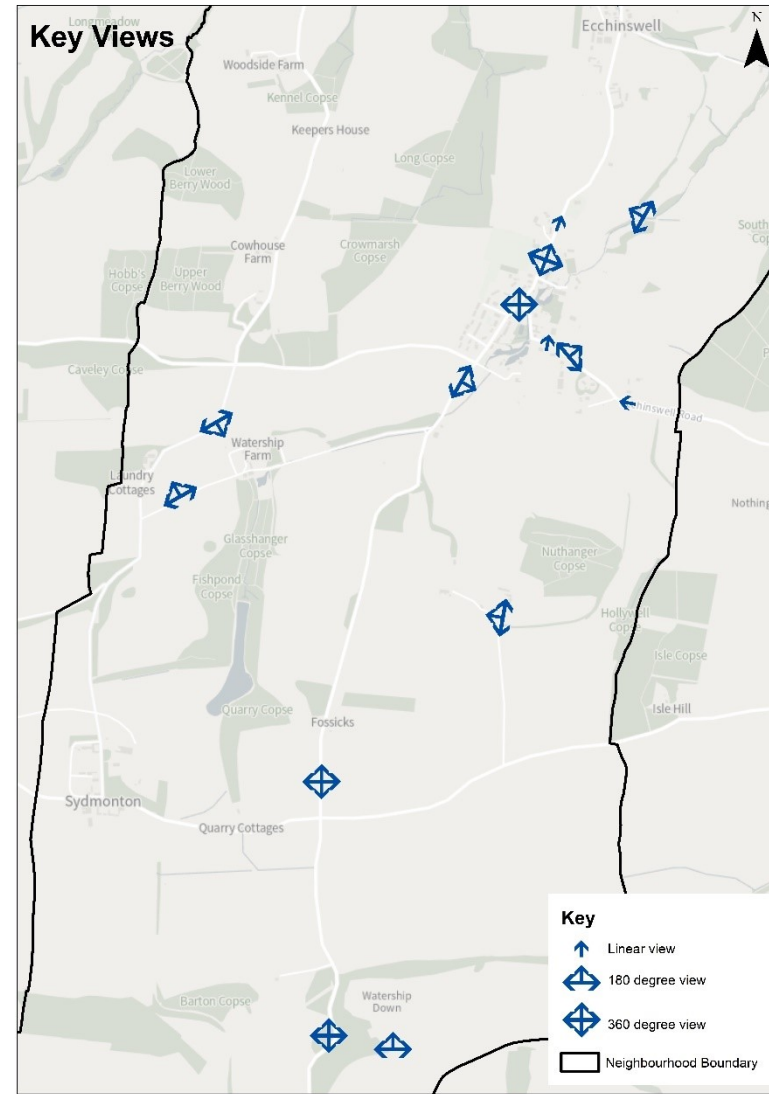 Longmeadow
Key Views
Ecchinswell
N
Woodside Farm
Kennel Copse
Keepers House
Long Copse
Lower
Berry Wood
Cowhouse
Farm
Crowmarsh
Copse
Hobb's
Copse
Upper
Berry Wood
Caveley Copse
Watership
Farm
Laundry
Cottages
Glasshanger
Copse
Fishpond
Copse
Nuthanger
Copse
Isle Copse
Isle Hill
Quarry Copse
Fossicks
Sydmonton
Quarry Cottages
Barton Copse
Watership
Down
Key
Linear view
180 degree view
360 degree view
Neighbourhood Boundary